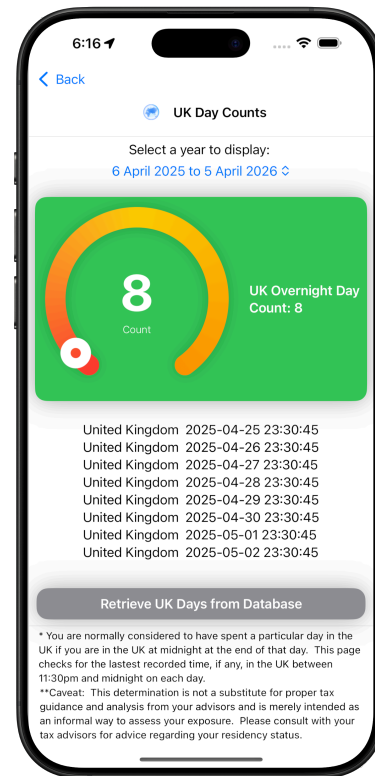 6:16
Back
UK Day Counts
Select a year to display:
6 April 2025 to 5 April 2026
8
Count
UK Overnight Day
Count: 8
United Kingdom 2025-04-25 23:30:45
United Kingdom 2025-04-26 23:30:45
United Kingdom 2025-04-27 23:30:45
United Kingdom 2025-04-28 23:30:45
United Kingdom 2025-04-29 23:30:45
United Kingdom 2025-04-30 23:30:45
United Kingdom 2025-05-01 23:30:45
United Kingdom 2025-05-02 23:30:45
Retrieve UK Days from Database
* You are normally considered to have spent a particular day in the
UK if you are in the UK at midnight at the end of that day. This page
checks for the lastest recorded time, if any, in the UK between
11:30pm and midnight on each day.
**Caveat: This determination is not a substitute for proper tax
guidance and analysis from your advisors and is merely intended as
an informal way to assess your exposure. Please consult with your
tax advisors for advice regarding your residency status.